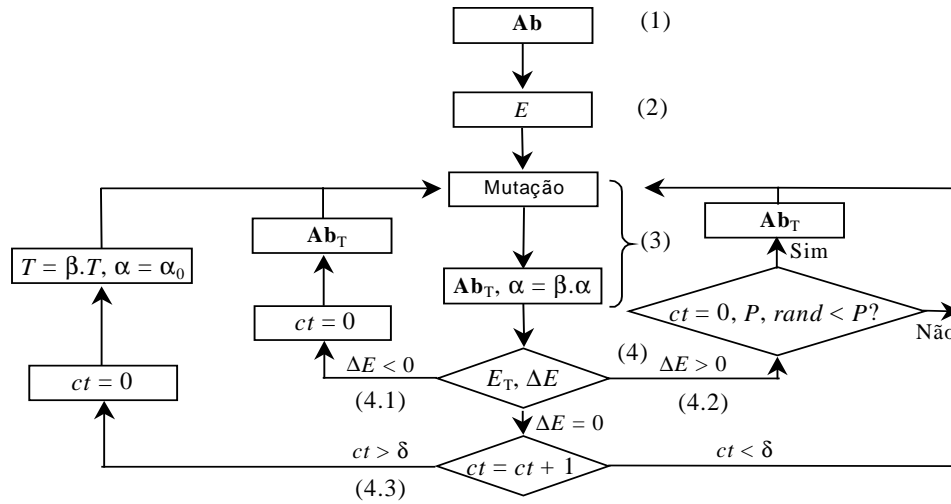 Ab
(1)
E
(2)
Mutação
Ab_T
Ab_T
(3)
Sim
T = β.T, α = α₀
Ab_T, α = β.α
ct = 0
ct = 0, P, rand < P?
Não
ΔE < 0
(4)
ΔE > 0
ct = 0
E_T, ΔE
(4.1)
(4.2)
ΔE = 0
ct > δ
ct = ct + 1
ct < δ
(4.3)